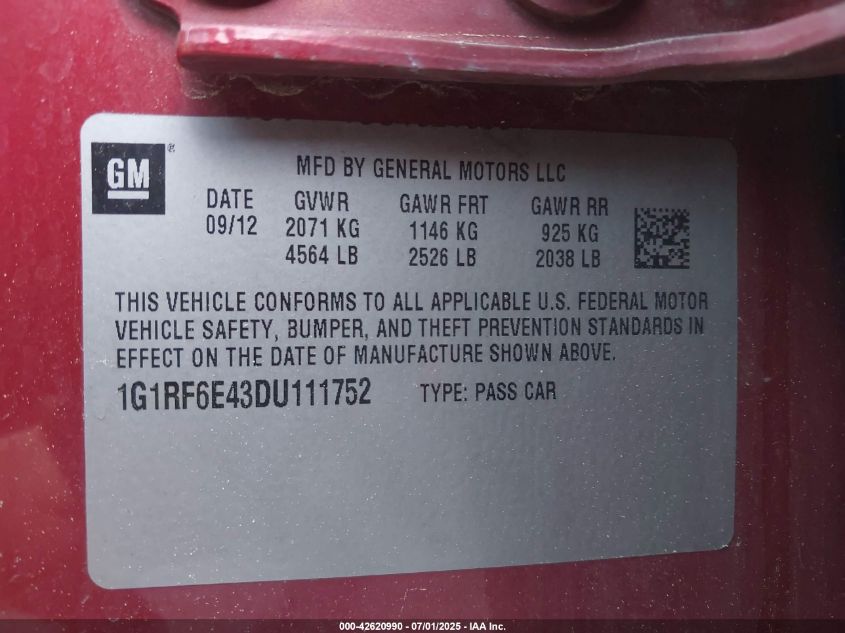 GM®
MFD BY GENERAL MOTORS LLC
DATE GVWR GAWR FRT GAWR RR
09/12 2071 KG 1146 KG 925 KG
4564 LB 2526 LB 2038 LB
THIS VEHICLE CONFORMS TO ALL APPLICABLE U.S. FEDERAL MOTOR
VEHICLE SAFETY, BUMPER, AND THEFT PREVENTION STANDARDS IN
EFFECT ON THE DATE OF MANUFACTURE SHOWN ABOVE.
1G1RF6E43DU111752 TYPE: PASS CAR
000-42620990 - 07/01/2025 - IAA Inc.